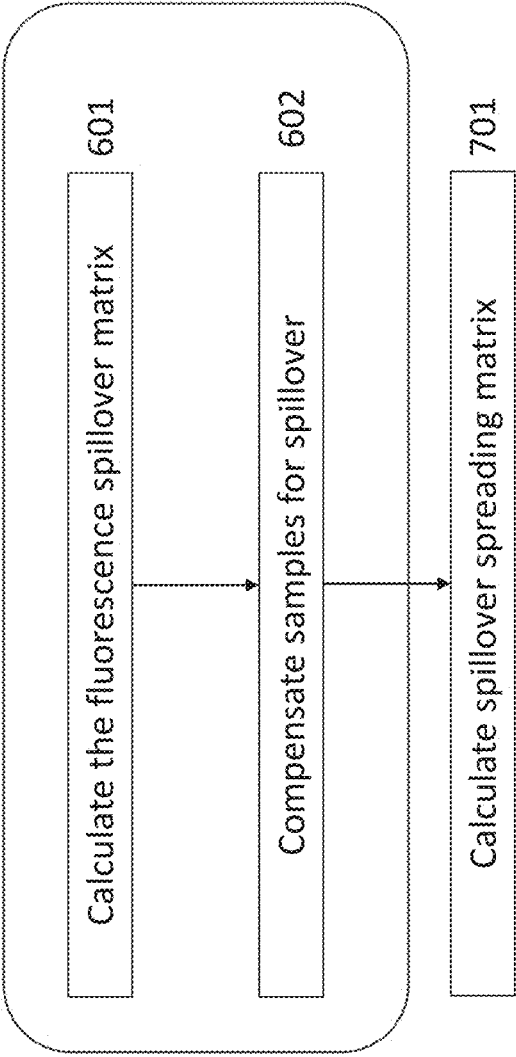 Calculate the fluorescence spillover matrix
601
Compensate samples for spillover
602
Calculate spillover spreading matrix
701